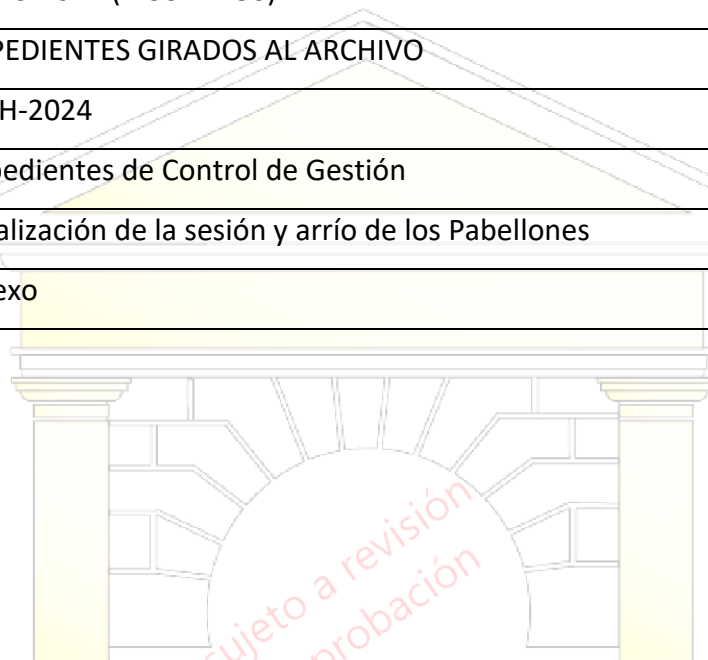 PEDIENTES GIRADOS AL ARCHIVO
H-2024
edientes de Control de Gestión
alización de la sesión y arrío de los Pabellones
exo
sujeto a revisión
probación